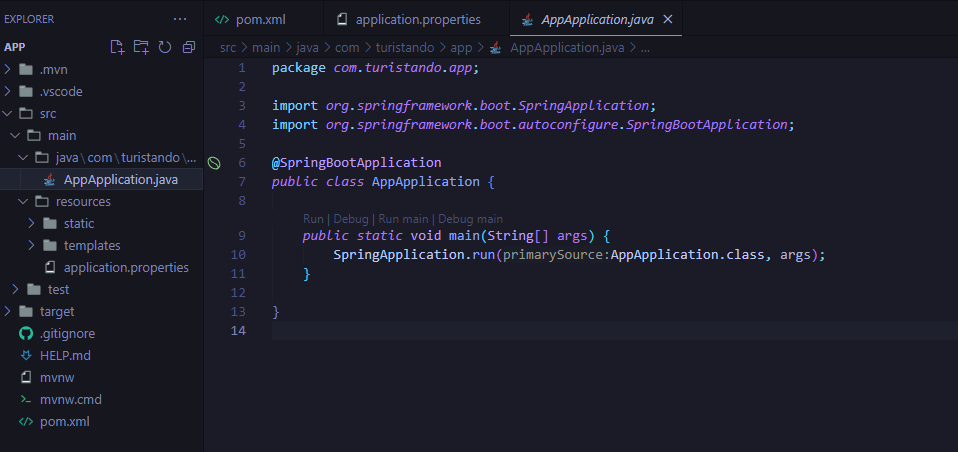 EXPLORER ...
APP
.mvn
.vscode
src
main
java\com\turistando\...
AppApplication.java
resources
static
templates
application.properties
test
target
.gitignore
HELP.md
mvnw
mvnw.cmd
pom.xml
pom.xml application.properties AppApplication.java
src > main > java > com > turistando > app > AppApplication.java > ...
1 package com.turistando.app;
2
3 import org.springframework.boot.SpringApplication;
4 import org.springframework.boot.autoconfigure.SpringBootApplication;
5
6 @SpringBootApplication
7 public class AppApplication {
8
Run | Debug | Run main | Debug main
9 public static void main(String[] args) {
10 SpringApplication.run(primarySource:AppApplication.class, args);
11 }
12
13 }
14